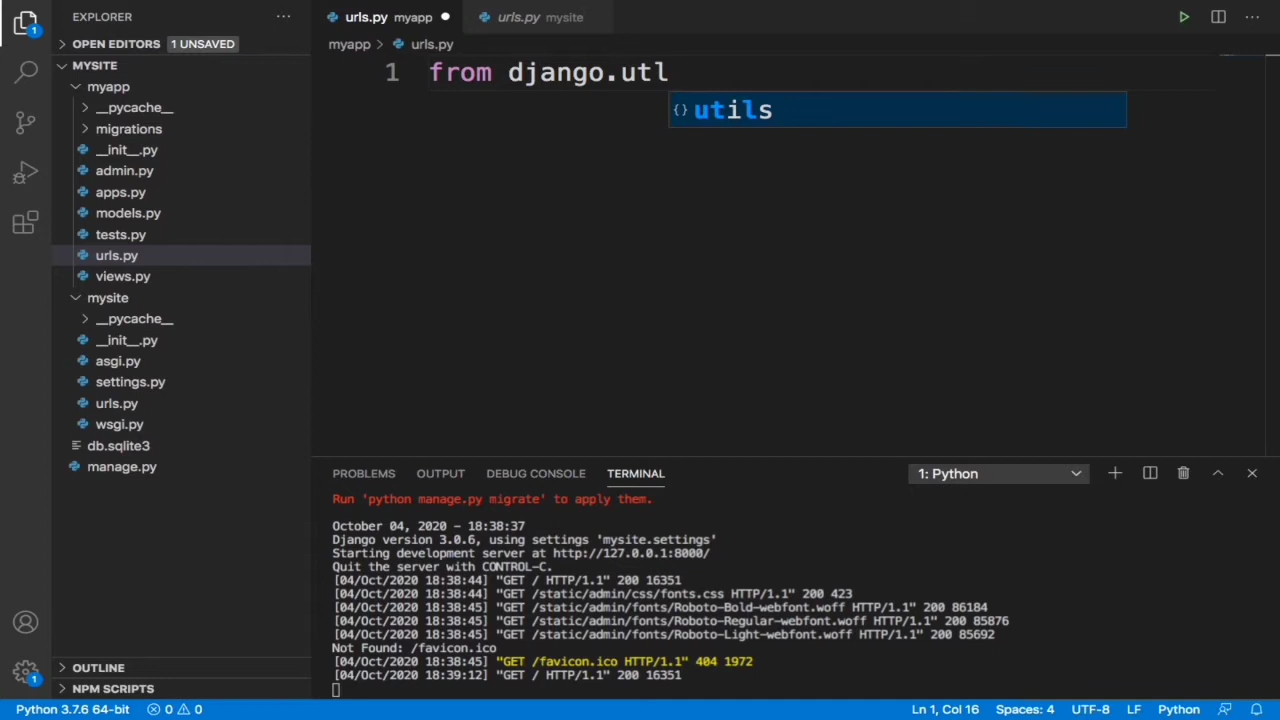 EXPLORER
OPEN EDITORS 1 UNSAVED
MYSITE
myapp
__pycache__
migrations
__init__.py
admin.py
apps.py
models.py
tests.py
urls.py
views.py
mysite
__pycache__
__init__.py
asgi.py
settings.py
urls.py
wsgi.py
db.sqlite3
manage.py
OUTLINE
NPM SCRIPTS
1
1
urls.py myapp
urls.py mysite
myapp > urls.py
1 from django.utl
{} utils
PROBLEMS OUTPUT DEBUG CONSOLE TERMINAL 1: Python
Run 'python manage.py migrate' to apply them.
October 04, 2020 - 18:38:37
Django version 3.0.6, using settings 'mysite.settings'
Starting development server at http://127.0.0.1:8000/
Quit the server with CONTROL-C.
[04/Oct/2020 18:38:44] "GET / HTTP/1.1" 200 16351
[04/Oct/2020 18:38:44] "GET /static/admin/css/fonts.css HTTP/1.1" 200 423
[04/Oct/2020 18:38:45] "GET /static/admin/fonts/Roboto-Bold-webfont.woff HTTP/1.1" 200 86184
[04/Oct/2020 18:38:45] "GET /static/admin/fonts/Roboto-Regular-webfont.woff HTTP/1.1" 200 85876
[04/Oct/2020 18:38:45] "GET /static/admin/fonts/Roboto-Light-webfont.woff HTTP/1.1" 200 85692
Not Found: /favicon.ico
[04/Oct/2020 18:38:45] "GET /favicon.ico HTTP/1.1" 404 1972
[04/Oct/2020 18:39:12] "GET / HTTP/1.1" 200 16351
Python 3.7.6 64-bit 0 0 Ln 1, Col 16 Spaces: 4 UTF-8 LF Python